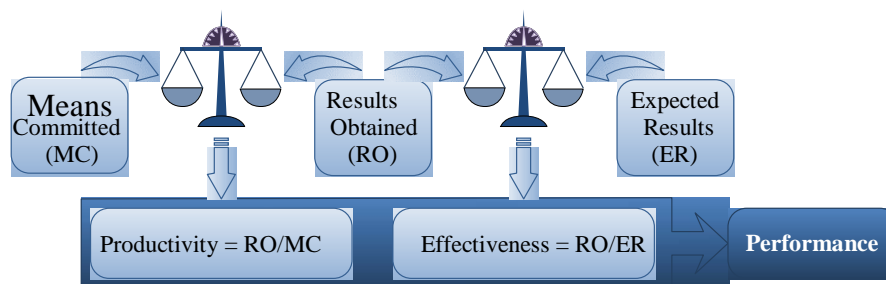 Means
Committed
(MC)
Results
Obtained
(RO)
Expected
Results
(ER)
Productivity = RO/MC
Effectiveness = RO/ER
Performance